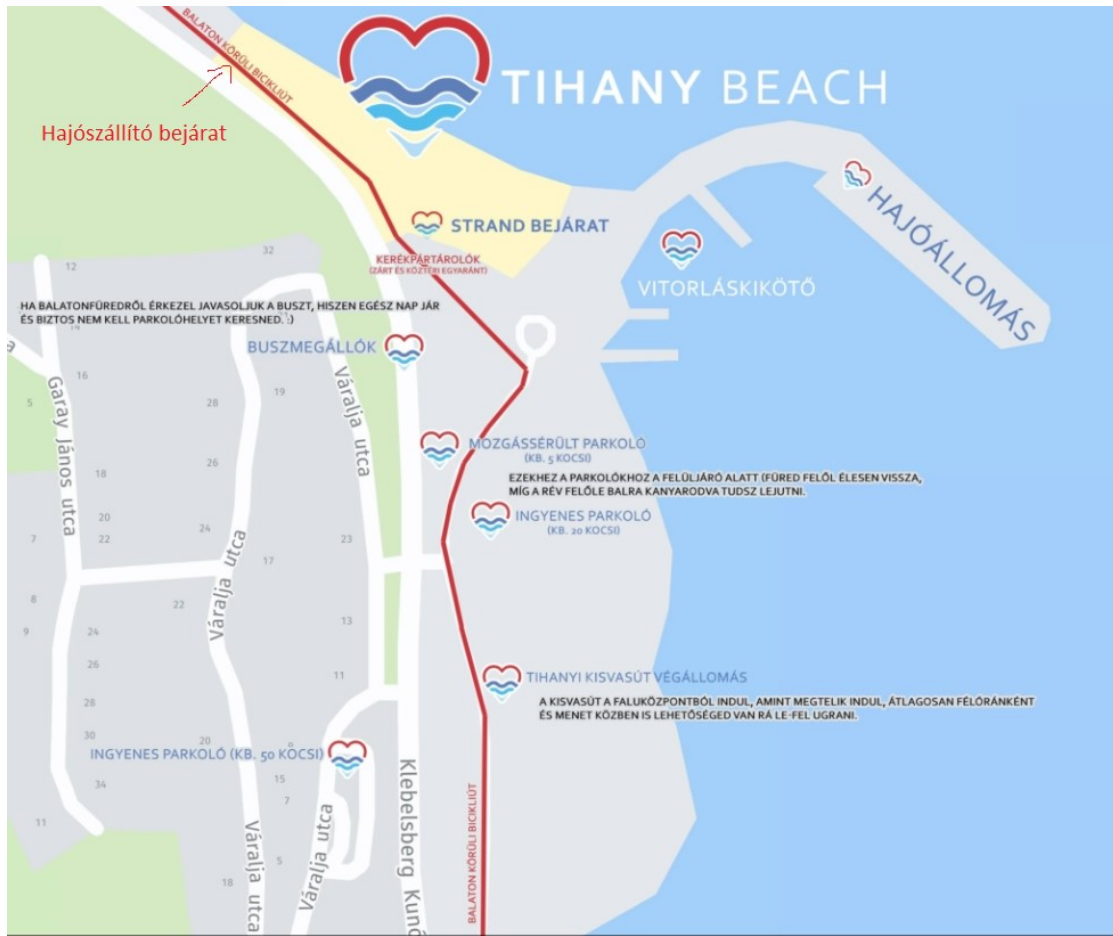 BALATON KÖRÜLI BICIKLIÚT
TIHANY BEACH
Hajószállító bejárat
HAJÓÁLLOMÁS
STRAND BEJÁRAT
KERÉKPÁRTÁROLÓK
(ZÁRT ÉS KÖZTÉRI EGYARÁNT)
VITORLÁSKIKÖTŐ
32
12
HA BALATONFÜREDRŐL ÉRKEZEL JAVASOLJUK A BUSZT, HISZEN EGÉSZ NAP JÁR
ÉS BIZTOS NEM KELL PARKOLÓHELYET KERESNED. :)
BUSZMEGÁLLÓK
16
5
19
28
Garay János utca
Váralja utca
MOZGÁSSÉRÜLT PARKOLÓ
(KB. 5 KOCSI)
26
18
EZEKHEZ A PARKOLÓKHOZ A FELÜLJÁRÓ ALATT (FÜRED FELŐL ÉLESEN VISSZA,
MÍG A RÉV FELŐLE BALRA KANYARODVA TUDSZ LEJUTNI.
INGYENES PARKOLÓ
(KB. 20 KOCSI)
20
24
7
22
23
17
Váralja utca
8
22
13
9
24
26
11
TIHANYI KISVASÚT VÉGÁLLOMÁS
A KISVASÚT A FALUKÖZPONTBÓL INDUL, AMINT MEGTELIK INDUL, ÁTLAGOSAN FÉLÓRÁNKÉNT
ÉS MENET KÖZBEN IS LEHETŐSÉGED VAN RÁ LE-FEL UGRANI.
28
30
20
INGYENES PARKOLÓ (KB. 50 KOCSI)
15
34
7
11
5
18
Váralja utca
Váralja utca
Klebelsberg Kunó
BALATON KÖRÜLI BICIKLIÚT